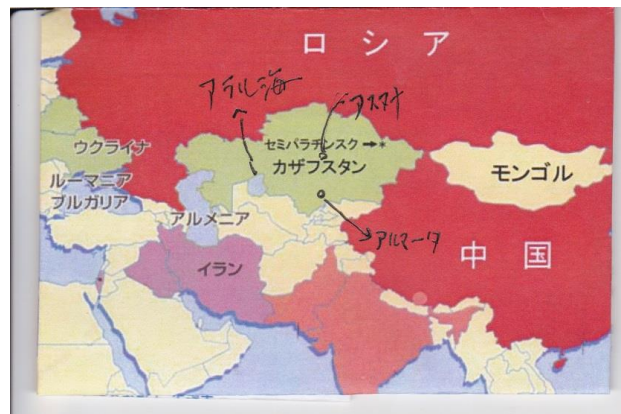 ロシア
アラル海
アスタナ
ウクライナ
セミパラチンスク➡*
カザフスタン
モンゴル
ルーマニア
ブルガリア
アルメニア
アルマータ
中国
イラン